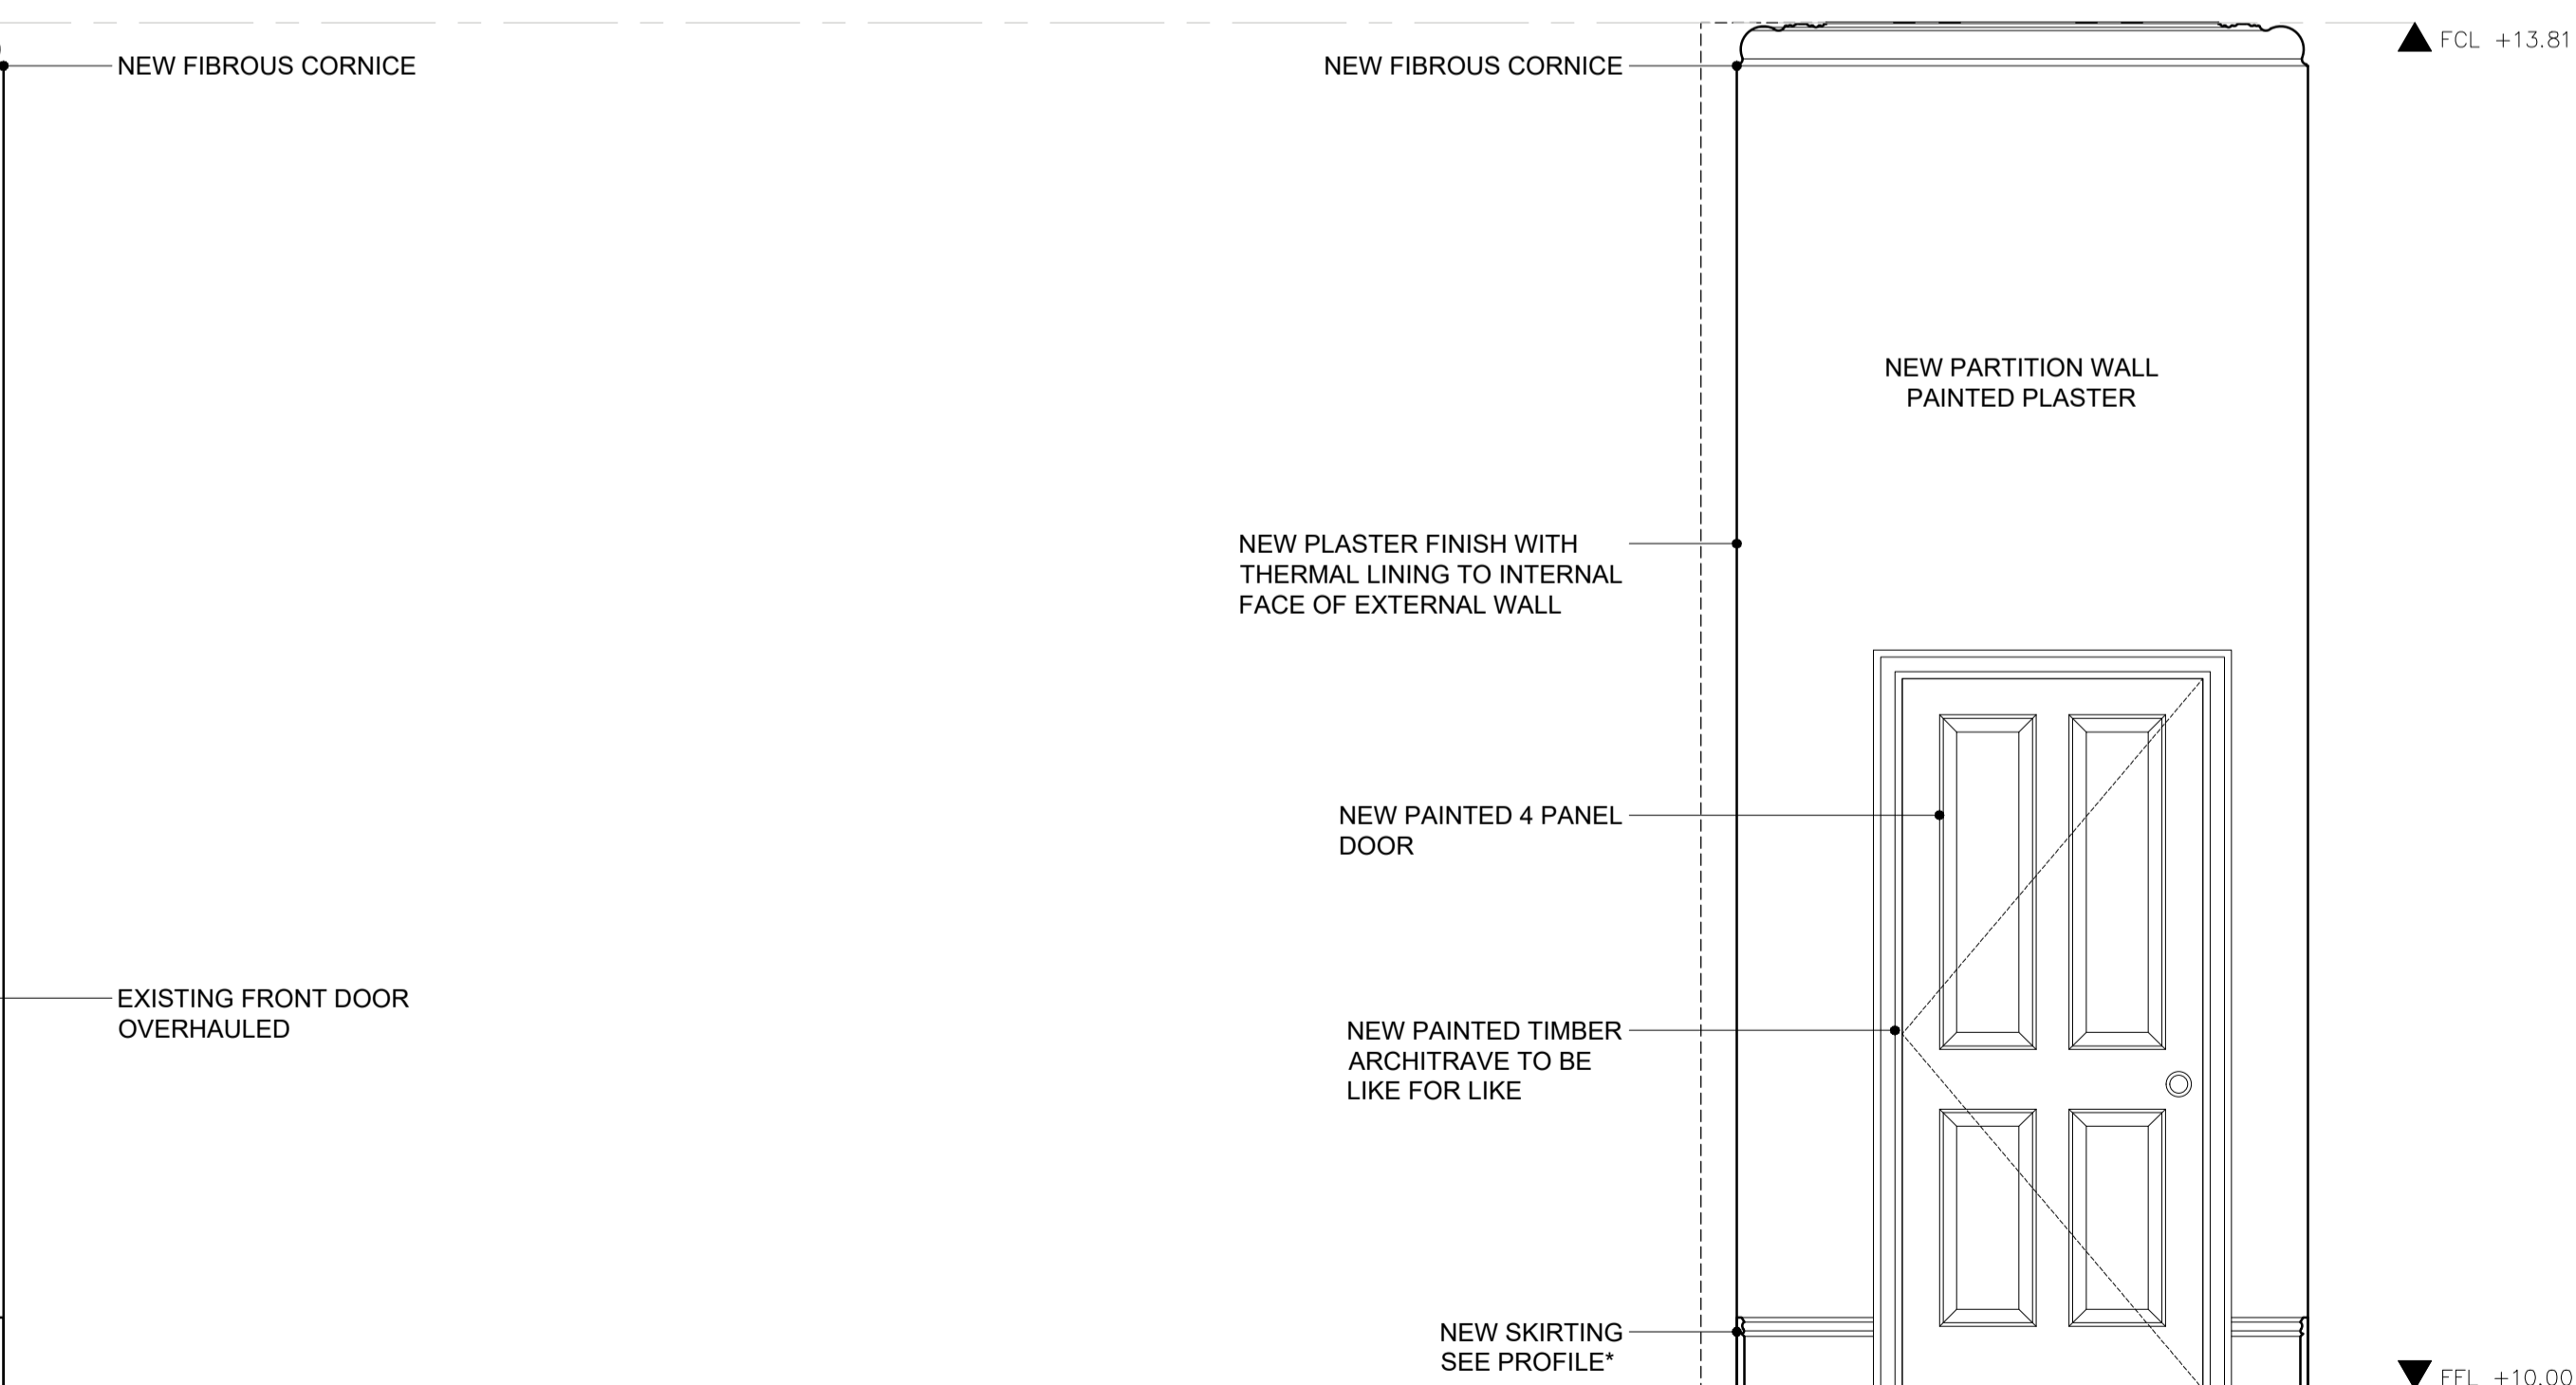 NEW FIBROUS CORNICE
EXISTING FRONT DOOR
OVERHAULED
NEW FIBROUS CORNICE
NEW PLASTER FINISH WITH
THERMAL LINING TO INTERNAL
FACE OF EXTERNAL WALL
NEW PAINTED 4 PANEL
DOOR
NEW PAINTED TIMBER
ARCHITRAVE TO BE
LIKE FOR LIKE
NEW SKIRTING
SEE PROFILE*
NEW PARTITION WALL
PAINTED PLASTER
FCL +13.81
FFL +10.00